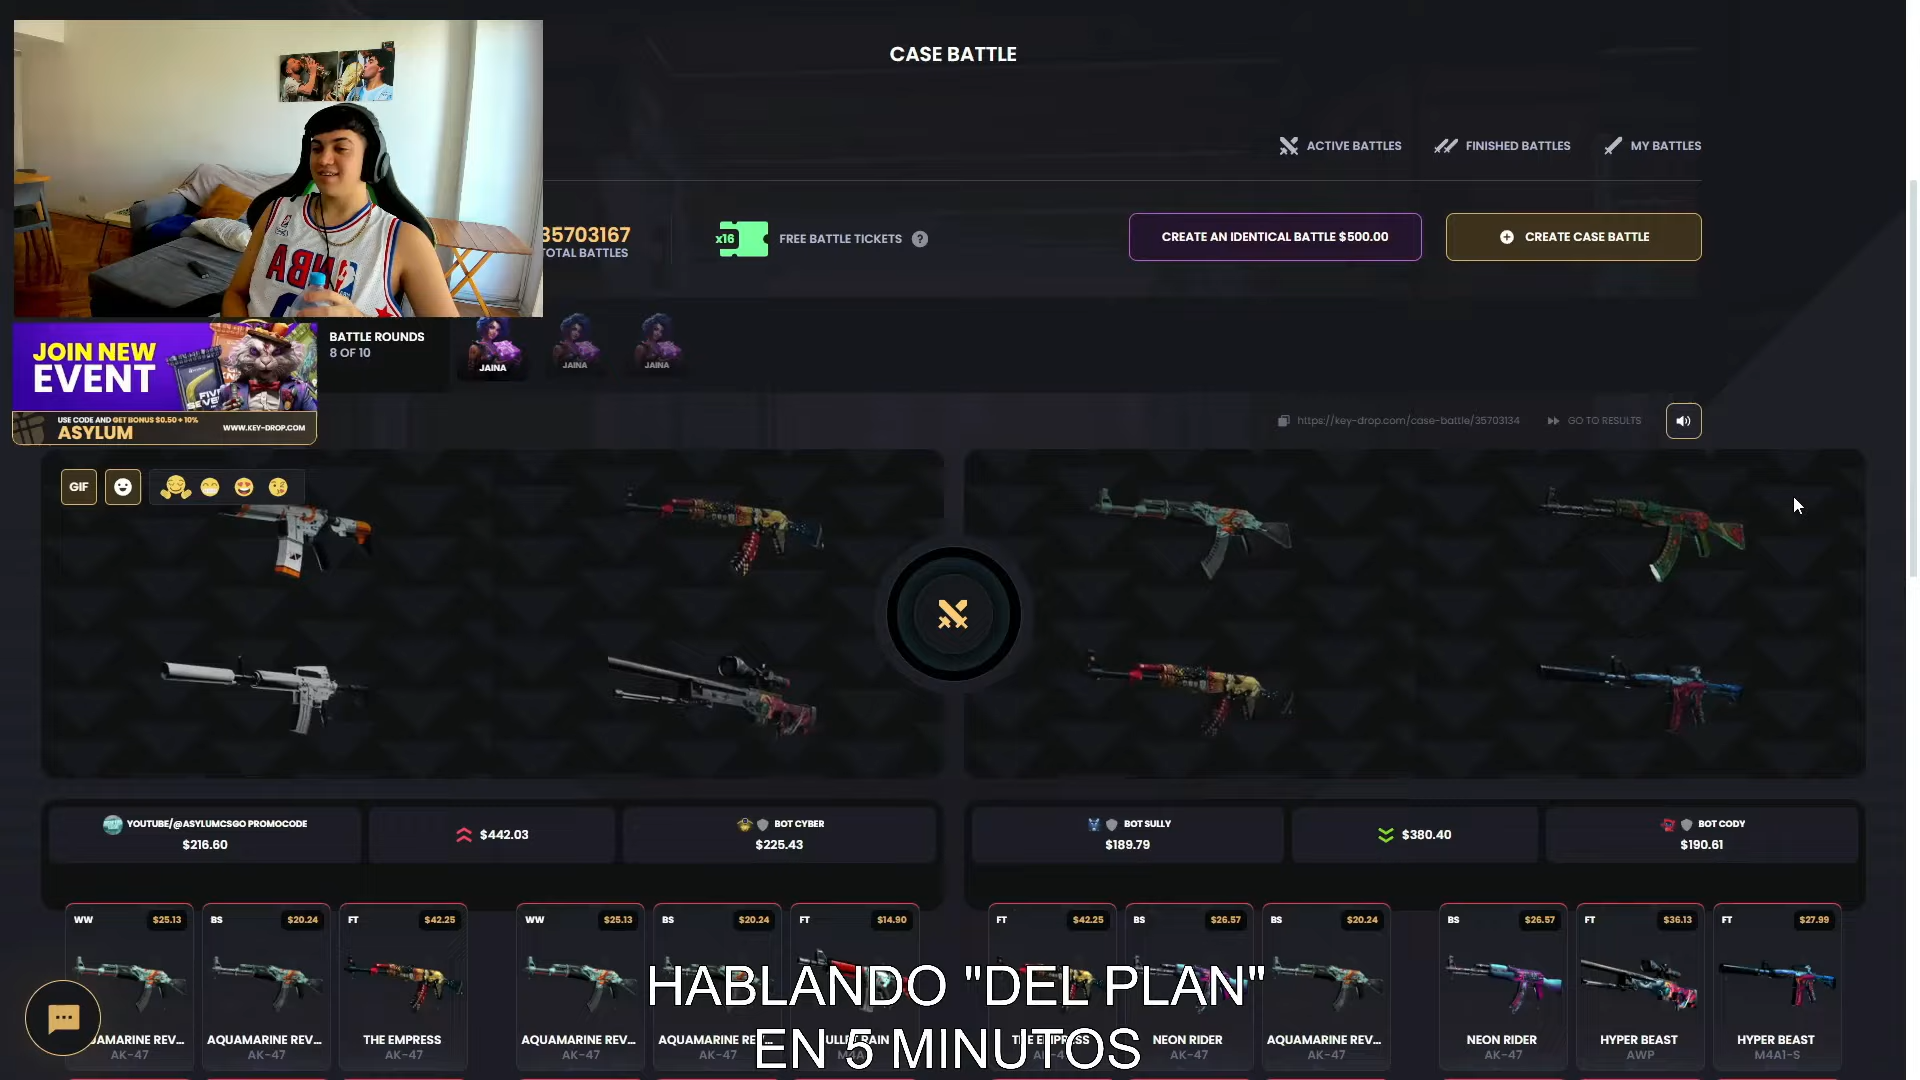 CASE BATTLE
ACTIVE BATTLES
FINISHED BATTLES
MY BATTLES
35703167
TOTAL BATTLES
x16
FREE BATTLE TICKETS ?
CREATE AN IDENTICAL BATTLE $500.00
CREATE CASE BATTLE
JOIN NEW
EVENT
USE CODE AND GET BONUS $0.50 + 10%
ASYLUM
WWW.KEY-DROP.COM
BATTLE ROUNDS
8 OF 10
JAINA
JAINA
JAINA
https://key-drop.com/case-battle/35703134
GO TO RESULTS
GIF
YOUTUBE/@ASYLUMCSGO PROMOCODE
$216.60
$442.03
BOT CYBER
$225.43
BOT SULLY
$189.79
$380.40
BOT CODY
$190.61
WW $25.13
BS $20.24
FT $42.25
WW $25.13
BS $20.24
FT $14.90
FT $42.25
BS $26.57
BS $20.24
BS $26.57
FT $36.13
FT $27.99
AQUAMARINE REV...
AK-47
THE EMPRESS
AK-47
AQUAMARINE REV...
AK-47
NEON RIDER
AK-47
AQUAMARINE REV...
AK-47
NEON RIDER
AK-47
HYPER BEAST
AWP
HYPER BEAST
M4A1-S
HABLANDO "DEL PLAN"
EN 5 MINUTOS